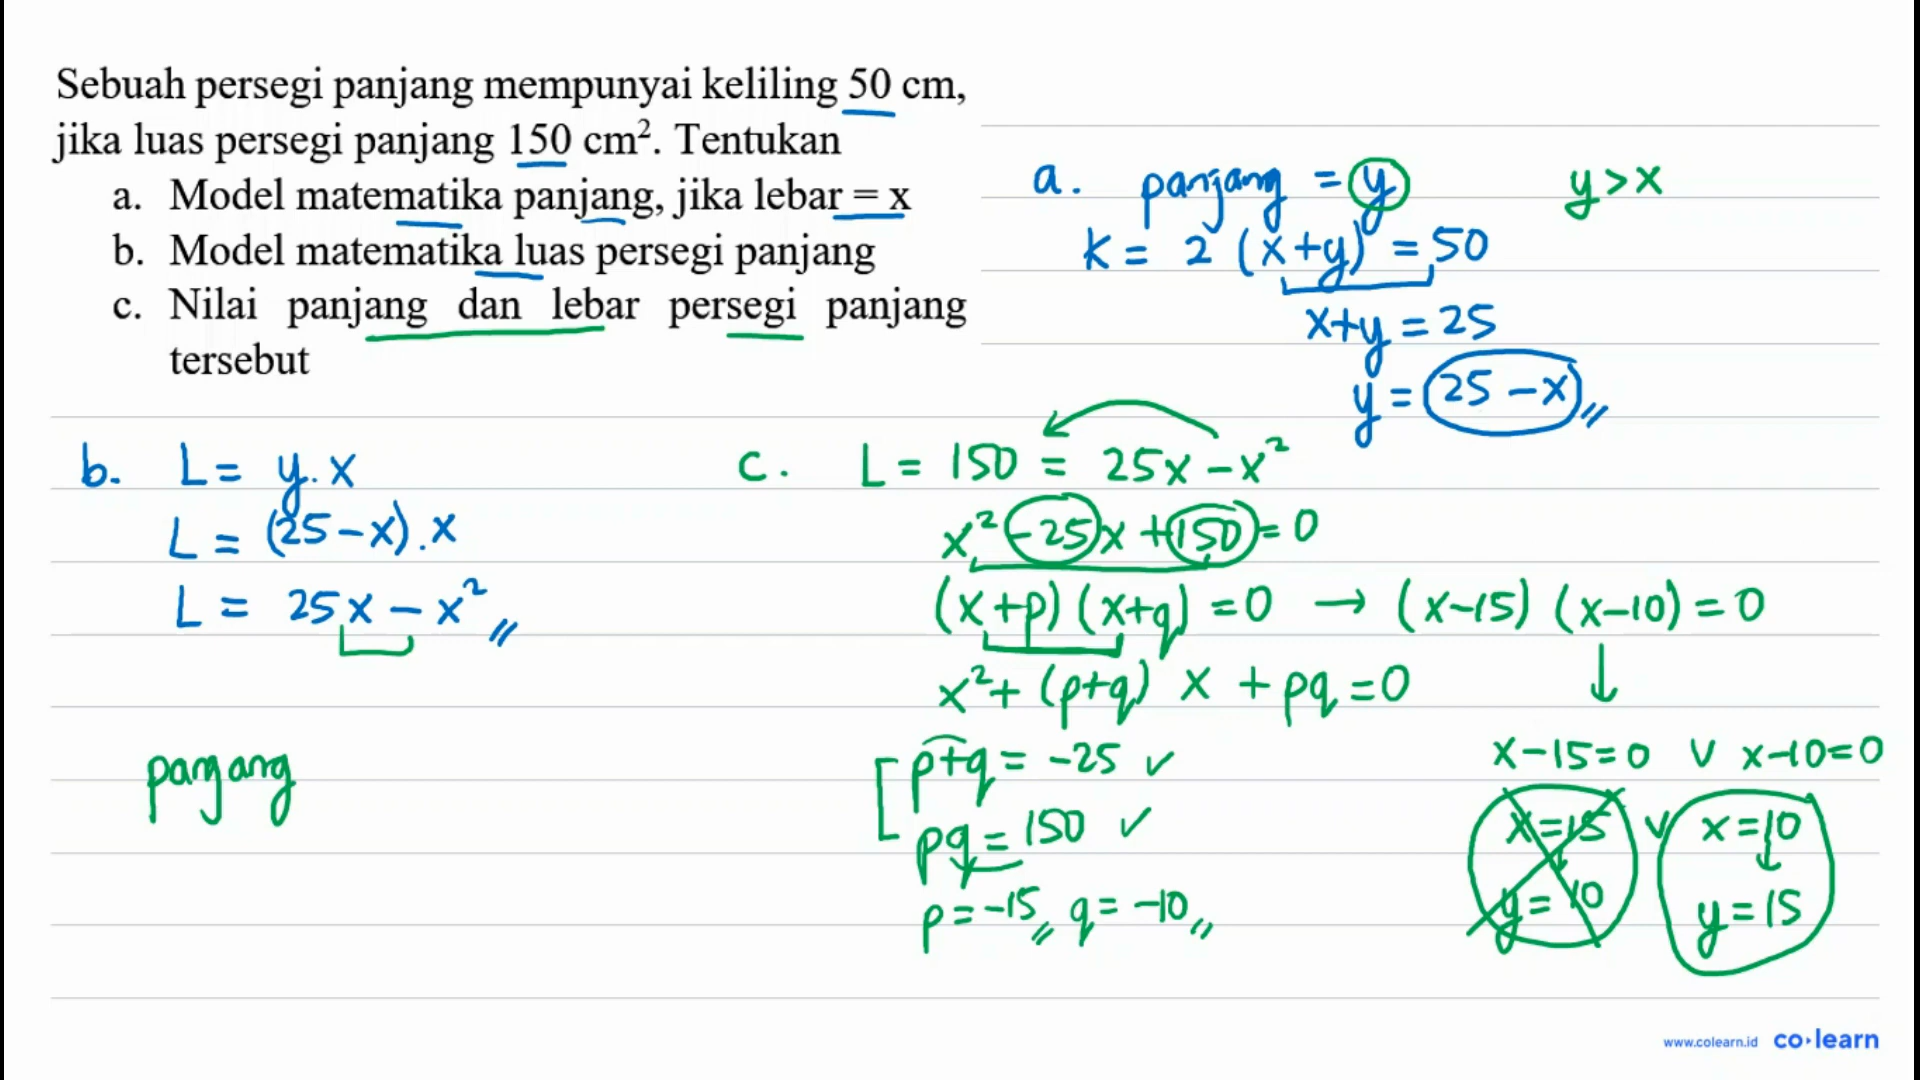 Sebuah persegi panjang mempunyai keliling 50 cm,
jika luas persegi panjang 150 cm². Tentukan
a. Model matematika panjang, jika lebar = x
b. Model matematika luas persegi panjang
c. Nilai panjang dan lebar persegi panjang
tersebut
a. panjang = y y > x
K = 2 (x+y) = 50
x+y = 25
y = 25 - x
b. L = y . x
L = (25-x) . x
L = 25x - x²
c. L = 150 = 25x - x²
x² - 25x + 150 = 0
(x+p) (x+q) = 0 → (x-15) (x-10) = 0
x² + (p+q) x + pq = 0
p+q = -25 ✓
pq = 150 ✓
p = -15, q = -10
x-15=0 ∨ x-10=0
x=15 ∨ x=10
y=10 y=15
panjang
www.colearn.id co·learn